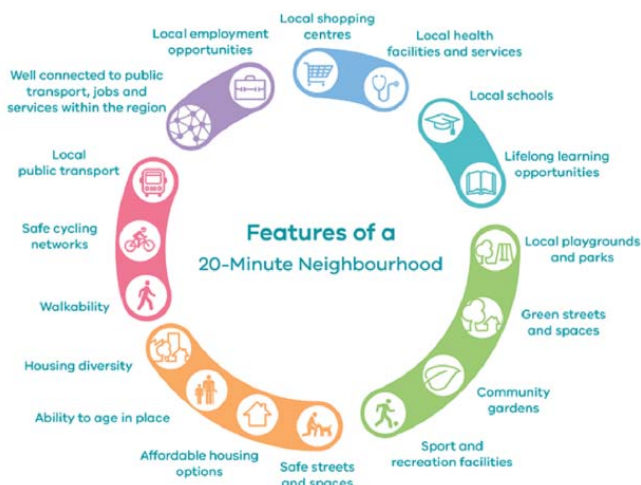 Features of a
20-Minute Neighbourhood
Local shopping
centres
Local health
facilities and services
Local schools
Lifelong learning
opportunities
Local playgrounds
and parks
Green streets
and spaces
Community
gardens
Sport and
recreation facilities
Safe streets
and spaces
Affordable housing
options
Ability to age in place
Housing diversity
Walkability
Safe cycling
networks
Local
public transport
Well connected to public
transport, jobs and
services within the region
Local employment
opportunities